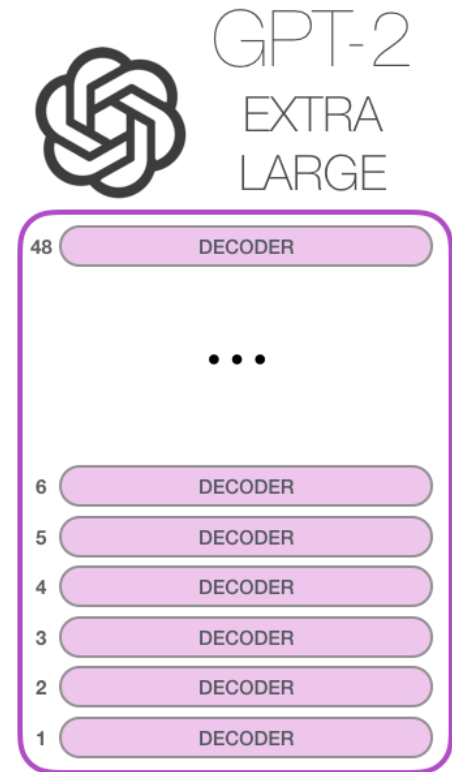 GPT-2
EXTRA
LARGE
48 DECODER
...
6 DECODER
5 DECODER
4 DECODER
3 DECODER
2 DECODER
1 DECODER